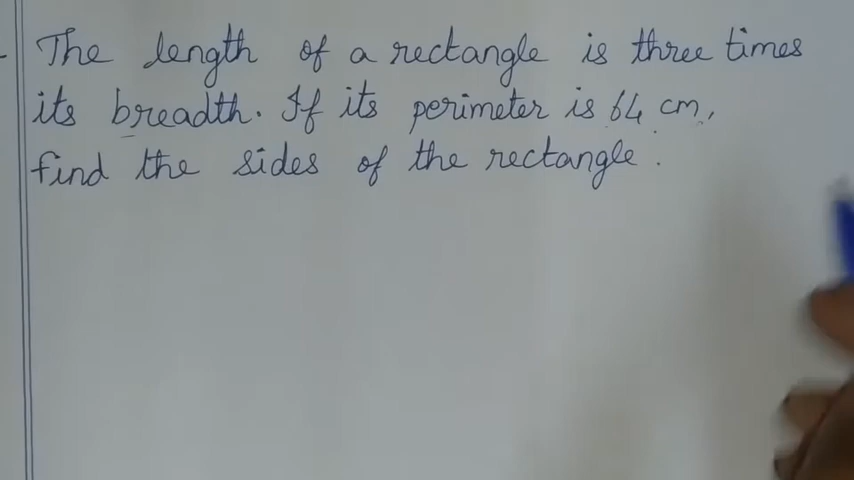 The length of a rectangle is three times
its breadth. If its perimeter is 64 cm,
find the sides of the rectangle.